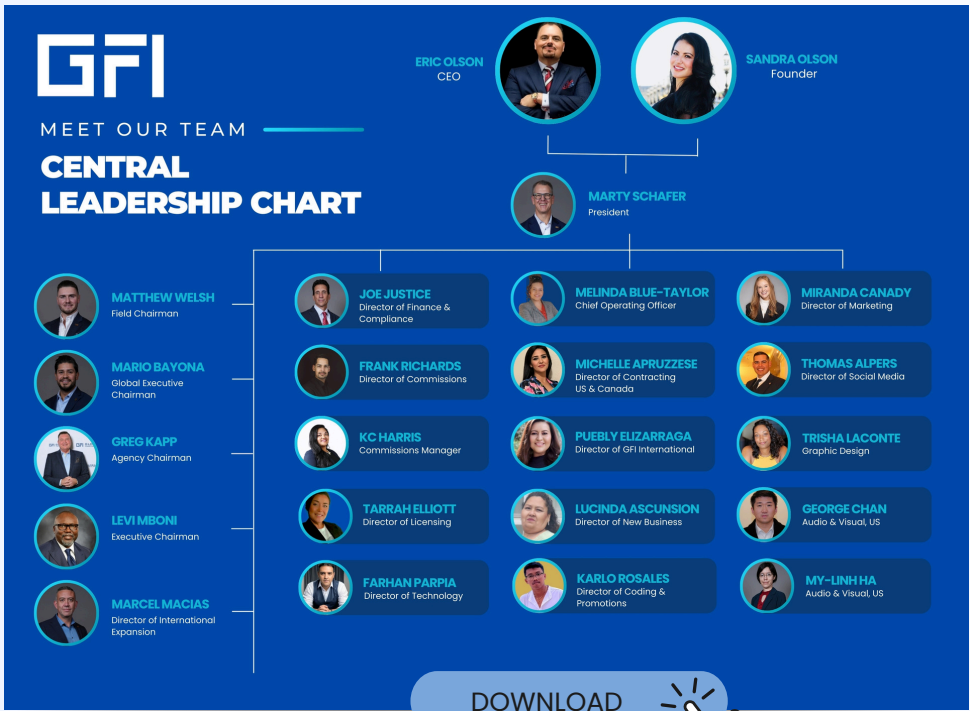 GFI
MEET OUR TEAM
CENTRAL
LEADERSHIP CHART
ERIC OLSON
CEO
SANDRA OLSON
Founder
MARTY SCHAFER
President
MATTHEW WELSH
Field Chairman
MARIO BAYONA
Global Executive
Chairman
GREG KAPP
Agency Chairman
LEVI MBONI
Executive Chairman
MARCEL MACIAS
Director of International
Expansion
JOE JUSTICE
Director of Finance &
Compliance
FRANK RICHARDS
Director of Commissions
KC HARRIS
Commissions Manager
TARRAH ELLIOTT
Director of Licensing
FARHAN PARPIA
Director of Technology
MELINDA BLUE-TAYLOR
Chief Operating Officer
MICHELLE APRUZZESE
Director of Contracting
US & Canada
PUEBLY ELIZARRAGA
Director of GFI International
LUCINDA ASCUNSION
Director of New Business
KARLO ROSALES
Director of Coding &
Promotions
MIRANDA CANADY
Director of Marketing
THOMAS ALPERS
Director of Social Media
TRISHA LACONTE
Graphic Design
GEORGE CHAN
Audio & Visual, US
MY-LINH HA
Audio & Visual, US
DOWNLOAD